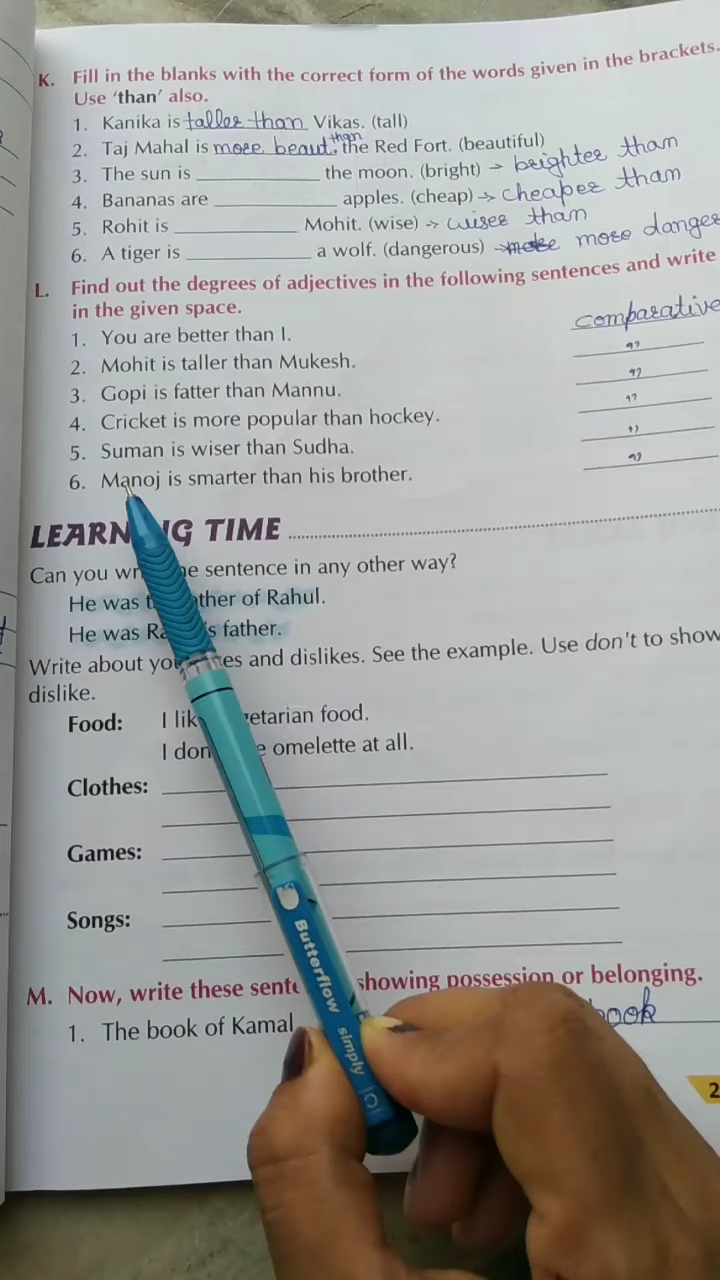 K. Fill in the blanks with the correct form of the words given in the brackets.
Use 'than' also.
1. Kanika is taller than Vikas. (tall)
2. Taj Mahal is more beaut. than the Red Fort. (beautiful)
3. The sun is ____________ the moon. (bright) → brighter than
4. Bananas are ____________ apples. (cheap) → cheaper than
5. Rohit is ____________ Mohit. (wise) → wiser than
6. A tiger is ____________ a wolf. (dangerous) → more danger
L. Find out the degrees of adjectives in the following sentences and write
in the given space.
1. You are better than I. comparative
2. Mohit is taller than Mukesh. "
3. Gopi is fatter than Mannu. "
4. Cricket is more popular than hockey. "
5. Suman is wiser than Sudha. "
6. Manoj is smarter than his brother. "
LEARNING TIME
Can you wr he sentence in any other way?
He was t ther of Rahul.
He was Ra s father.
Write about yo es and dislikes. See the example. Use don't to show
dislike.
Food: I lik etarian food.
I don e omelette at all.
Clothes:
Games:
Songs:
M. Now, write these sente showing possession or belonging.
1. The book of Kamal book
2
Butterflow simply